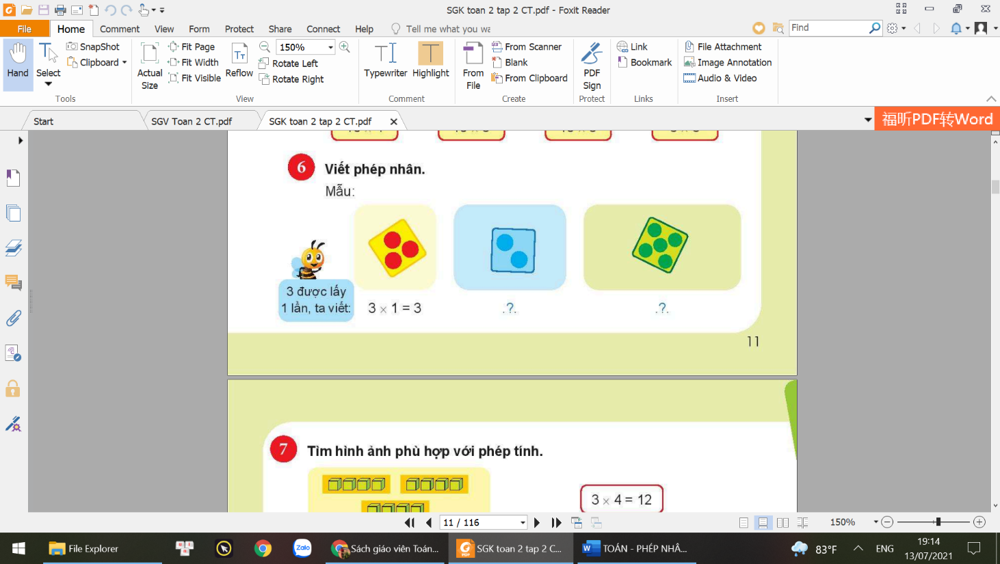 SGK toan 2 tap 2 CT.pdf - Foxit Reader
File Home Comment View Form Protect Share Connect Help Tell me what you wa Find
Hand
Select
SnapShot
Clipboard
Tools
Actual
Size
Fit Page
Fit Width
Fit Visible
Reflow
150%
Rotate Left
Rotate Right
View
Typewriter
Highlight
Comment
From
File
From Scanner
Blank
From Clipboard
Create
PDF
Sign
Protect
Link
Bookmark
Links
File Attachment
Image Annotation
Audio & Video
Insert
Start SGV Toan 2 CT.pdf SGK toan 2 tap 2 CT.pdf 福昕PDF转Word
6 Viết phép nhân.
Mẫu:
3 được lấy
1 lần, ta viết:
3 × 1 = 3 .?. .?.
11
7 Tìm hình ảnh phù hợp với phép tính.
3 × 4 = 12
11 / 116
150%
File Explorer Zalo Sách giáo viên Toán... SGK toan 2 tap 2 C... TOÁN - PHÉP NHÂ... 83°F ENG
19:14
13/07/2021